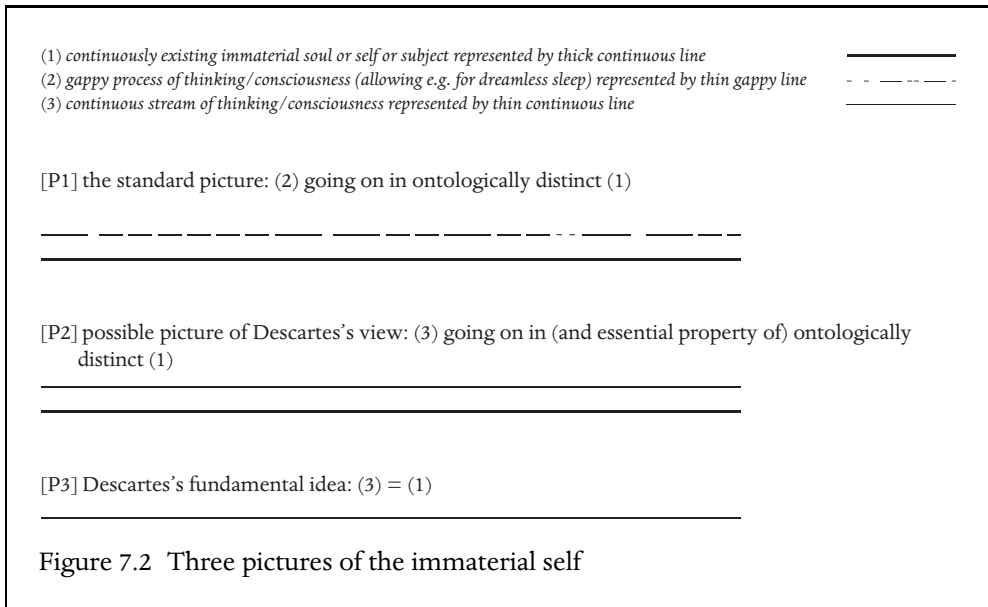 (1) continuously existing immaterial soul or self or subject represented by thick continuous line
(2) gappy process of thinking/consciousness (allowing e.g. for dreamless sleep) represented by thin gappy line
(3) continuous stream of thinking/consciousness represented by thin continuous line
[P1] the standard picture: (2) going on in ontologically distinct (1)
[P2] possible picture of Descartes’s view: (3) going on in (and essential property of) ontologically
distinct (1)
[P3] Descartes’s fundamental idea: (3) = (1)
Figure 7.2 Three pictures of the immaterial self